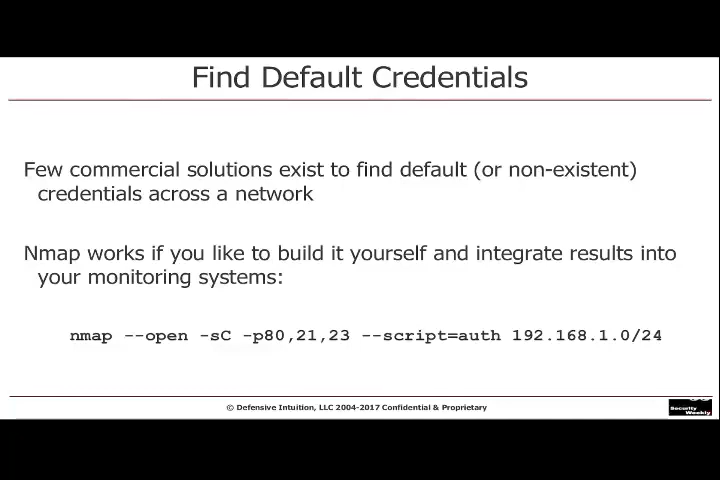 Find Default Credentials
Few commercial solutions exist to find default (or non-existent)
credentials across a network
Nmap works if you like to build it yourself and integrate results into
your monitoring systems:
nmap --open -sC -p80,21,23 --script=auth 192.168.1.0/24
© Defensive Intuition, LLC 2004-2017 Confidential & Proprietary
Security
Weekly